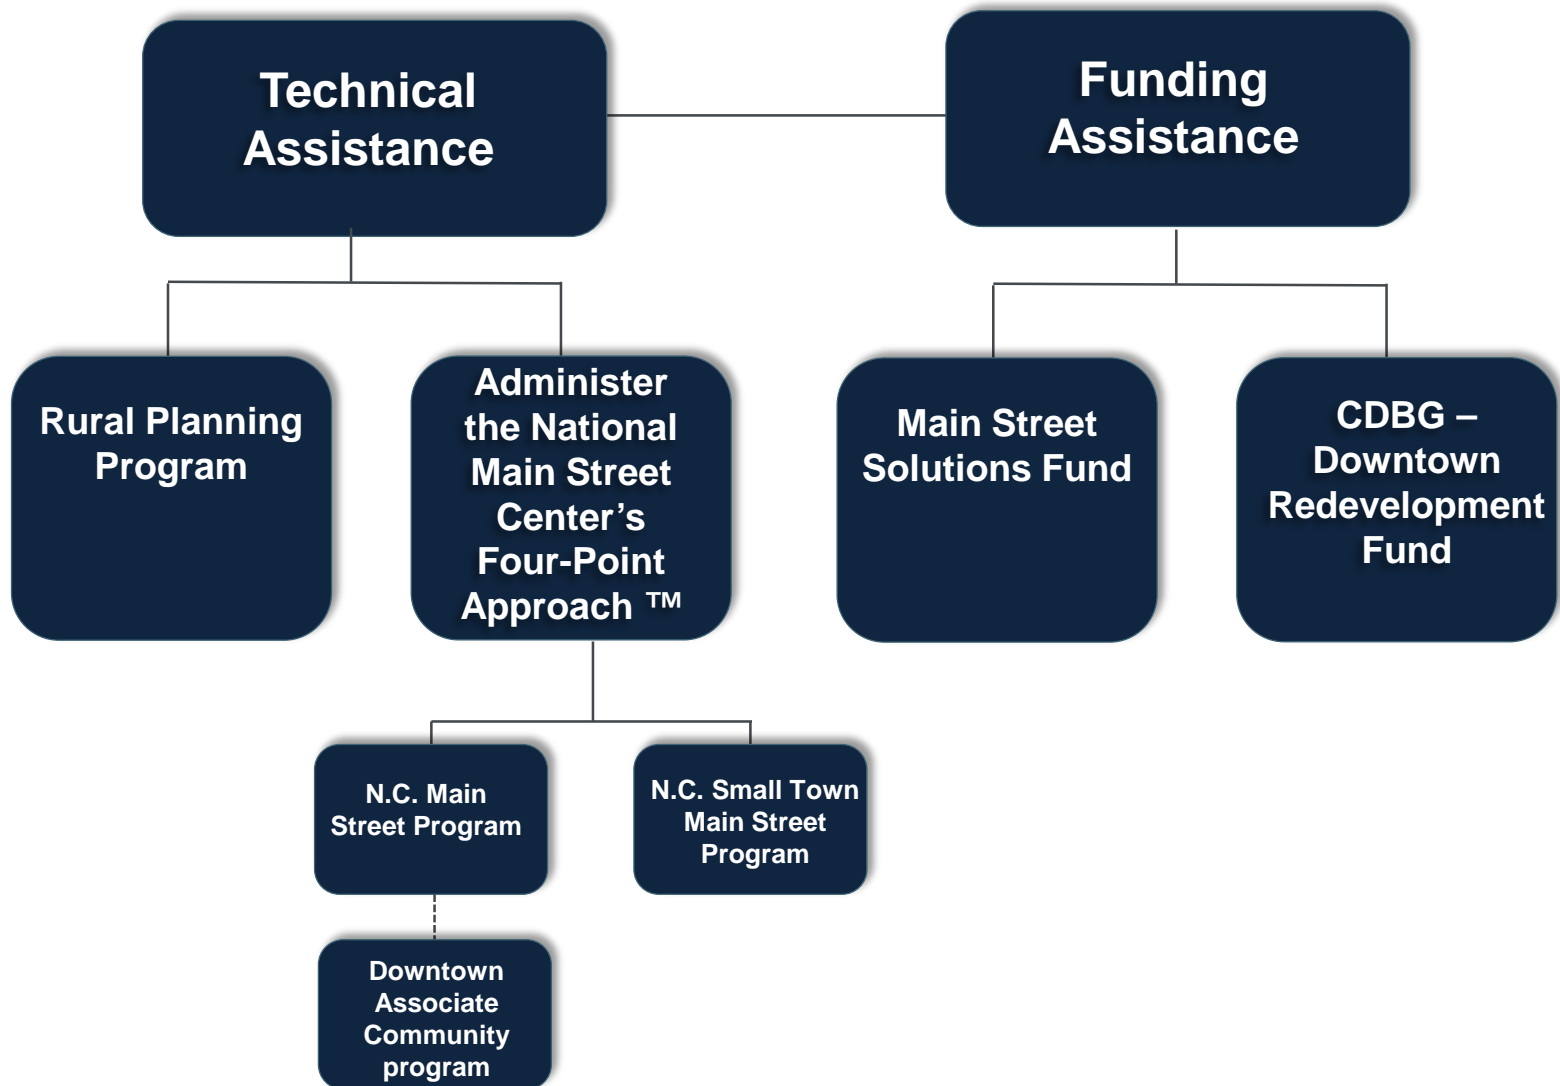 Technical
Assistance
Funding
Assistance
Rural Planning
Program
Administer
the National
Main Street
Center’s
Four-Point
Approach ™
Main Street
Solutions Fund
CDBG –
Downtown
Redevelopment
Fund
N.C. Main
Street Program
N.C. Small Town
Main Street
Program
Downtown
Associate
Community
program